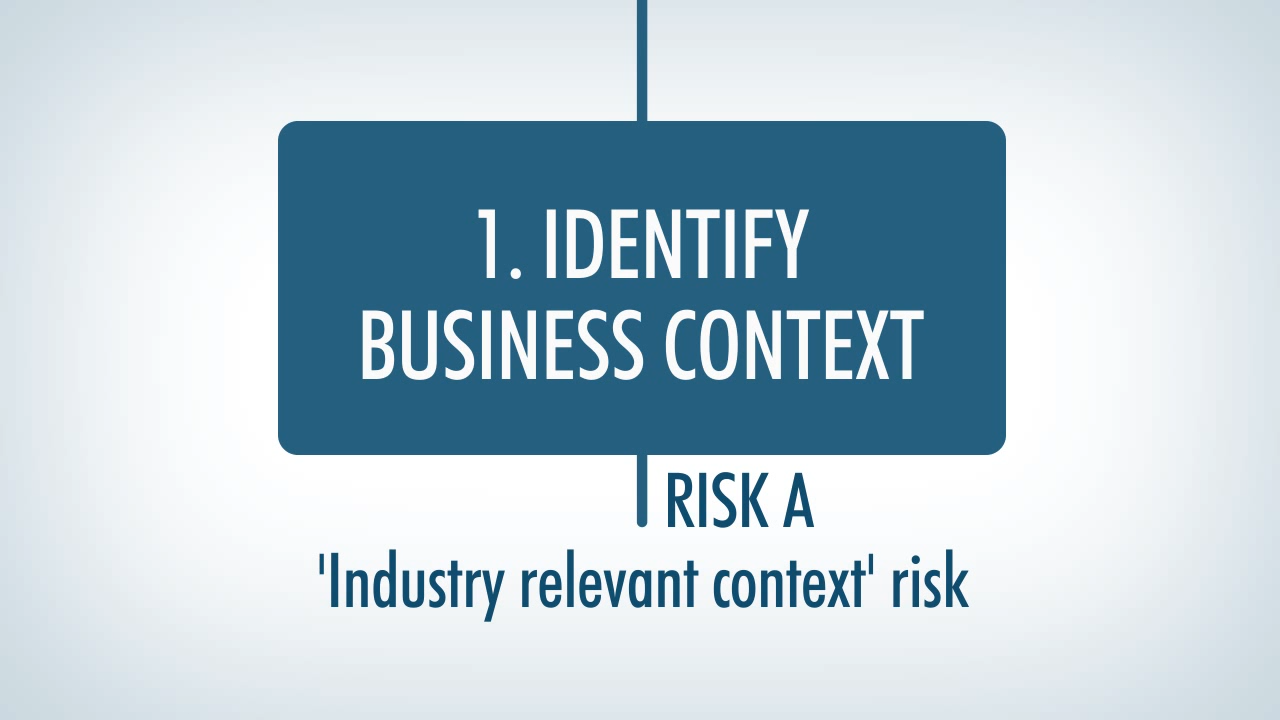 1. IDENTIFY
BUSINESS CONTEXT
RISK A
'Industry relevant context' risk